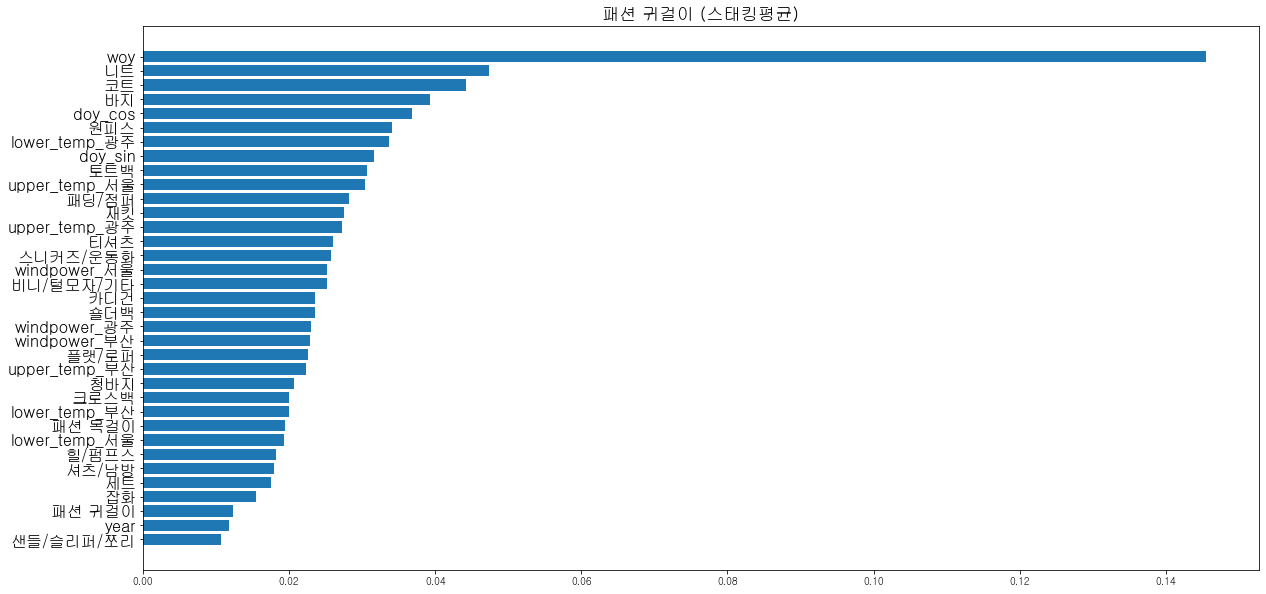 패션 귀걸이 (스태킹평균)
woy
니트
코트
바지
doy_cos
원피스
lower_temp_광주
doy_sin
토트백
upper_temp_서울
패딩/점퍼
재킷
upper_temp_광주
티셔츠
스니커즈/운동화
windpower_서울
비니/털모자/기타
카디건
숄더백
windpower_광주
windpower_부산
플랫/로퍼
upper_temp_부산
청바지
크로스백
lower_temp_부산
패션 목걸이
lower_temp_서울
힐/펌프스
셔츠/남방
세트
잡화
패션 귀걸이
year
샌들/슬리퍼/쪼리
0.00 0.02 0.04 0.06 0.08 0.10 0.12 0.14